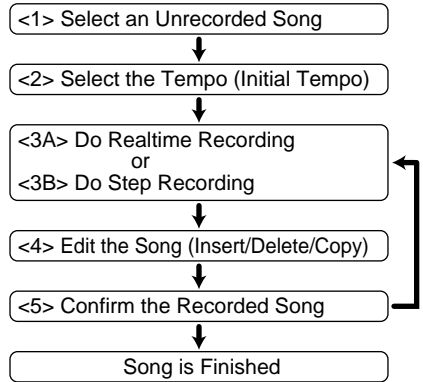 <1> Select an Unrecorded Song
<2> Select the Tempo (Initial Tempo)
<3A> Do Realtime Recording
or
<3B> Do Step Recording
<4> Edit the Song (Insert/Delete/Copy)
<5> Confirm the Recorded Song
Song is Finished